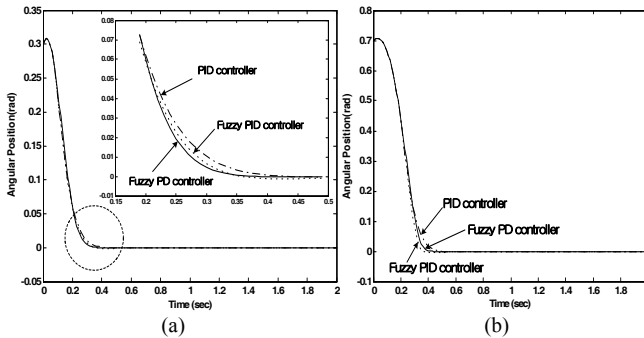 0.35
0.3
0.25
0.2
0.15
0.1
0.05
0
-0.05
Angular Position(rad)
0 0.2 0.4 0.6 0.8 1 1.2 1.4 1.6 1.8 2
Time (sec)
0.08
0.07
0.06
0.05
0.04
0.03
0.02
0.01
0
-0.01
0.15 0.2 0.25 0.3 0.35 0.4 0.45 0.5
PID controller
Fuzzy PID controller
Fuzzy PD controller
(a)
0.8
0.7
0.6
0.5
0.4
0.3
0.2
0.1
0
-0.1
Angular Position(rad)
0 0.2 0.4 0.6 0.8 1 1.2 1.4 1.6 1.8
Time (sec)
PID controller
Fuzzy PD controller
Fuzzy PID controller
(b)